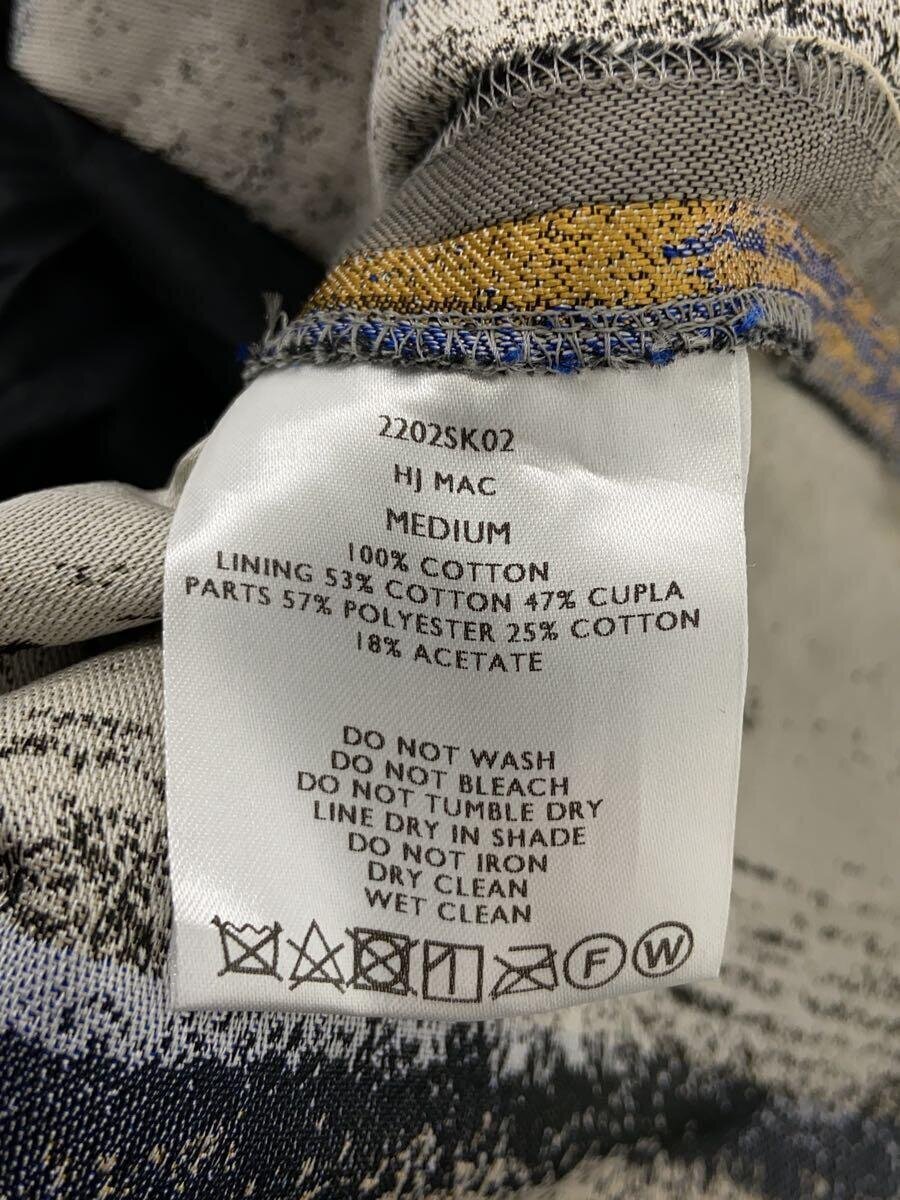 2202SK02
HJ MAC
MEDIUM
100% COTTON
LINING 53% COTTON 47% CUPLA
PARTS 57% POLYESTER 25% COTTON
18% ACETATE
DO NOT WASH
DO NOT BLEACH
DO NOT TUMBLE DRY
LINE DRY IN SHADE
DO NOT IRON
DRY CLEAN
WET CLEAN
F W